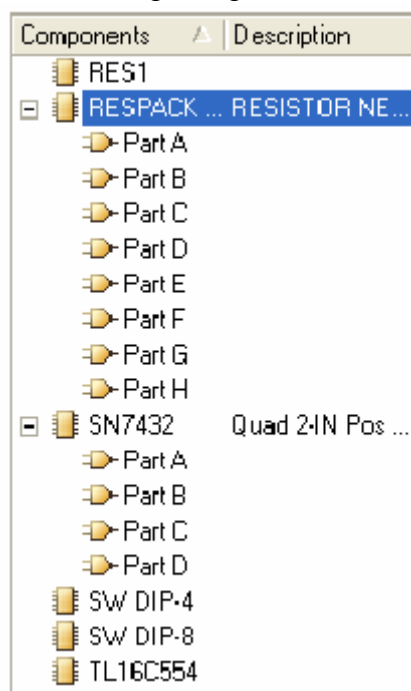 Components Description
RES1
RESPACK ... RESISTOR NE...
Part A
Part B
Part C
Part D
Part E
Part F
Part G
Part H
SN7432 Quad 2-IN Pos ...
Part A
Part B
Part C
Part D
SW DIP-4
SW DIP-8
TL16C554